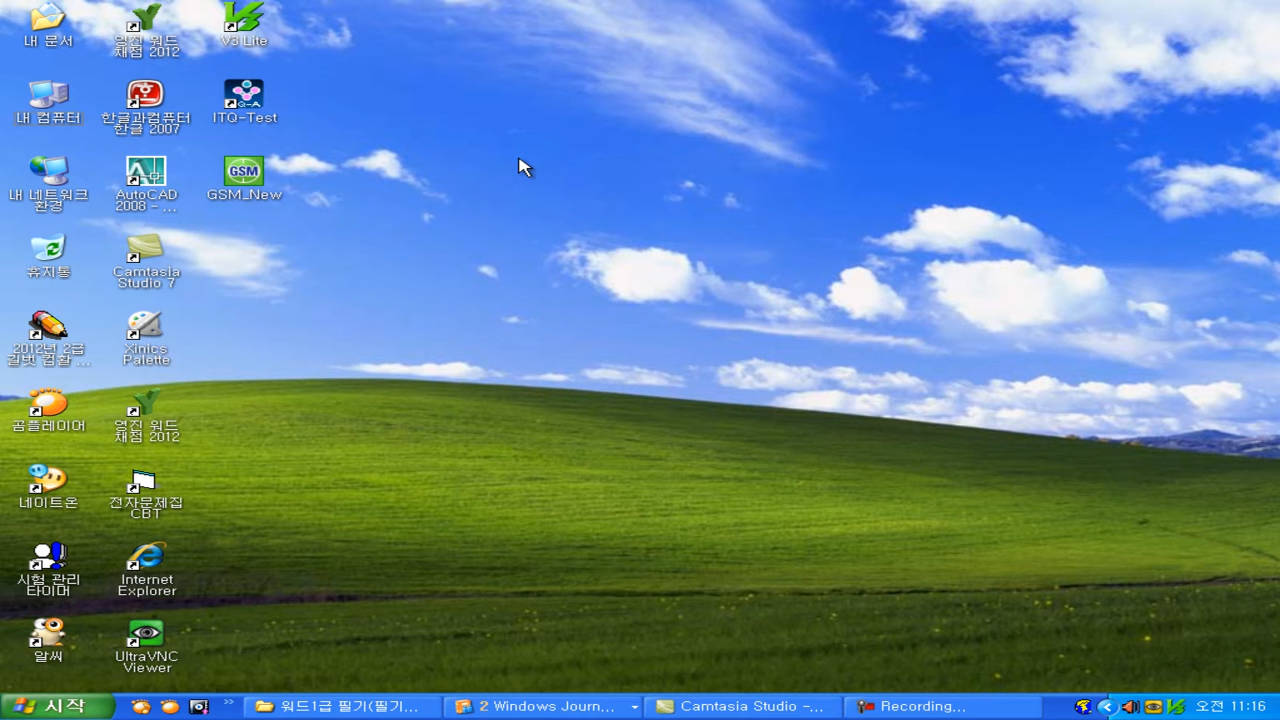 내 문서
영진 워드
채점 2012
V3 Lite
내 컴퓨터
한글과컴퓨터
한글 2007
Q-A
ITQ-Test
내 네트워크
환경
AutoCAD
2008 - ...
GSM
GSM_New
휴지통
Camtasia
Studio 7
2012년 2급
길벗 컴활 ...
Xinics
Palette
곰플레이어
영진 워드
채점 2012
네이트온
전자문제집
CBT
시험 관리
타이머
Internet
Explorer
알씨
UltraVNC
Viewer
시작
워드1급 필기(필기...
2 Windows Journ...
Camtasia Studio -...
Recording...
오전 11:16